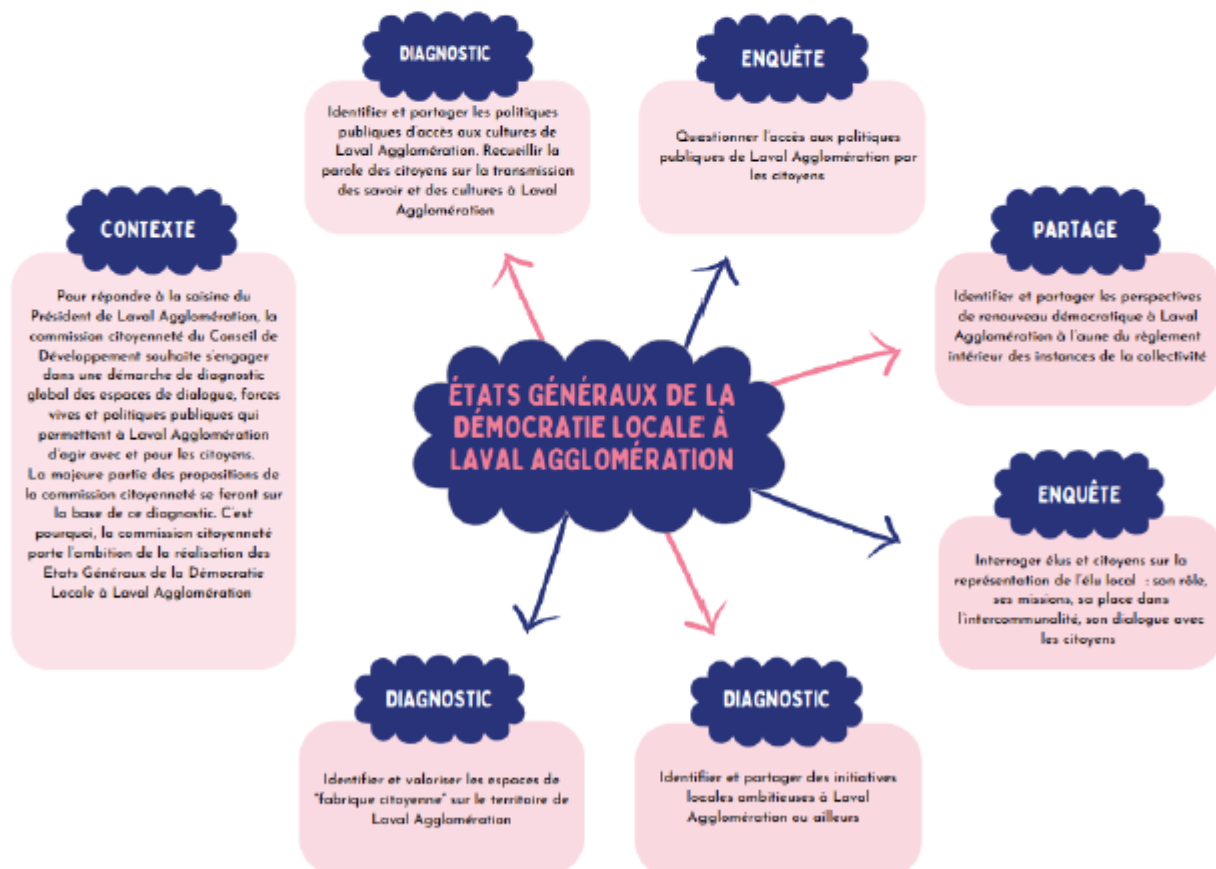 DIAGNOSTIC
Identifier et partager les politiques
publiques d'accès aux cultures de
Laval Agglomération. Recueillir la
parole des citoyens sur la transmission
des savoir et des cultures à Laval
Agglomération
ENQUÊTE
Questionner l'accès aux politiques
publiques de Laval Agglomération par
les citoyens
CONTEXTE
Pour répondre à la saisine du
Président de Laval Agglomération, la
commission citoyenneté du Conseil de
Développement souhaite s'engager
dans une démarche de diagnostic
global des espaces de dialogue, forces
vives et politiques publiques qui
permettent à Laval Agglomération
d'agir avec et pour les citoyens.
La majeure partie des propositions de
la commission citoyenneté se feront sur
la base de ce diagnostic. C'est
pourquoi, la commission citoyenneté
porte l'ambition de la réalisation des
Etats Généraux de la Démocratie
Locale à Laval Agglomération
PARTAGE
Identifier et partager les perspectives
de renouveau démocratique à Laval
Agglomération à l'aune du règlement
intérieur des instances de la collectivité
ÉTATS GÉNÉRAUX DE LA
DÉMOCRATIE LOCALE À
LAVAL AGGLOMÉRATION
ENQUÊTE
Interroger élus et citoyens sur la
représentation de l'élu local : son rôle,
ses missions, sa place dans
l'intercommunalité, son dialogue avec
les citoyens
DIAGNOSTIC
Identifier et valoriser les espaces de
"fabrique citoyenne" sur le territoire de
Laval Agglomération
DIAGNOSTIC
Identifier et partager des initiatives
locales ambitieuses à Laval
Agglomération ou ailleurs